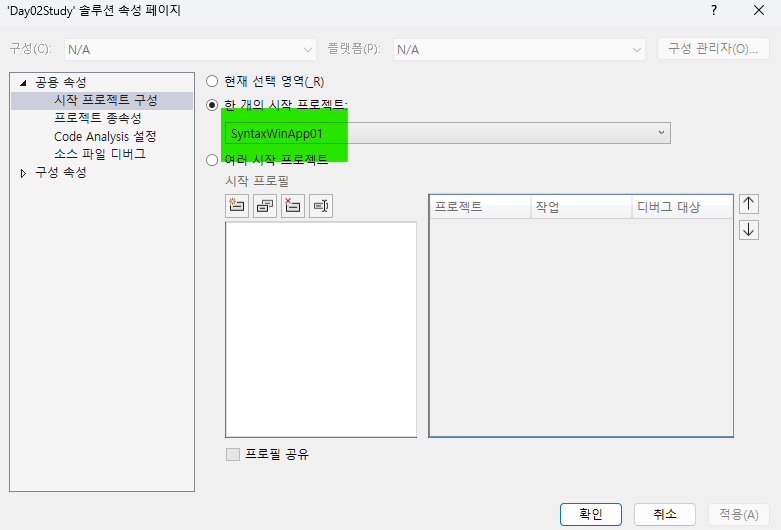 'Day02Study' 솔루션 속성 페이지
?
구성(C): N/A 플랫폼(P): N/A 구성 관리자(O)...
공용 속성
시작 프로젝트 구성
프로젝트 종속성
Code Analysis 설정
소스 파일 디버그
구성 속성
현재 선택 영역(_R)
한 개의 시작 프로젝트:
SyntaxWinApp01
여러 시작 프로젝트
시작 프로필
프로젝트 작업 디버그 대상
프로필 공유
확인 취소 적용(A)